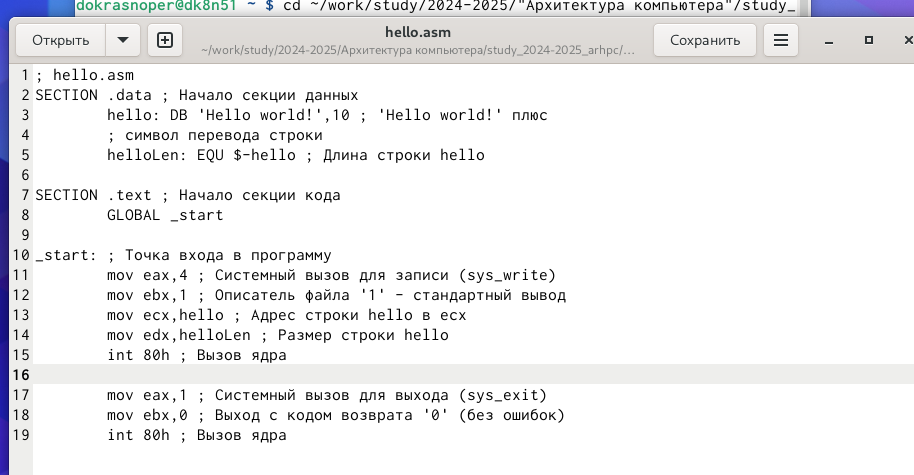 dokrasnoper@dk8n51 ~ $ cd ~/work/study/2024-2025/"Архитектура компьютера"/study_
Открыть
hello.asm
~/work/study/2024-2025/Архитектура компьютера/study_2024-2025_arhpc/...
Сохранить
1 ; hello.asm
2 SECTION .data ; Начало секции данных
3 hello: DB 'Hello world!',10 ; 'Hello world!' плюс
4 ; символ перевода строки
5 helloLen: EQU $-hello ; Длина строки hello
6
7 SECTION .text ; Начало секции кода
8 GLOBAL _start
9
10 _start: ; Точка входа в программу
11 mov eax,4 ; Системный вызов для записи (sys_write)
12 mov ebx,1 ; Описатель файла '1' - стандартный вывод
13 mov ecx,hello ; Адрес строки hello в ecx
14 mov edx,helloLen ; Размер строки hello
15 int 80h ; Вызов ядра
16
17 mov eax,1 ; Системный вызов для выхода (sys_exit)
18 mov ebx,0 ; Выход с кодом возврата '0' (без ошибок)
19 int 80h ; Вызов ядра